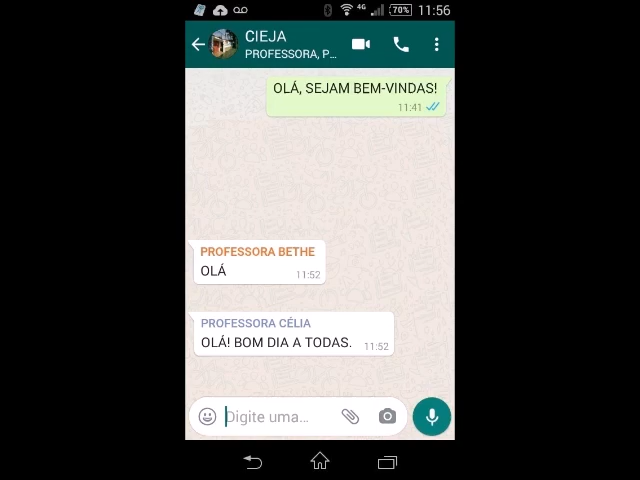 4G 70% 11:56
CIEJA
PROFESSORA, P...
OLÁ, SEJAM BEM-VINDAS!
11:41
PROFESSORA BETHE
OLÁ
11:52
PROFESSORA CÉLIA
OLÁ! BOM DIA A TODAS.
11:52
Digite uma...